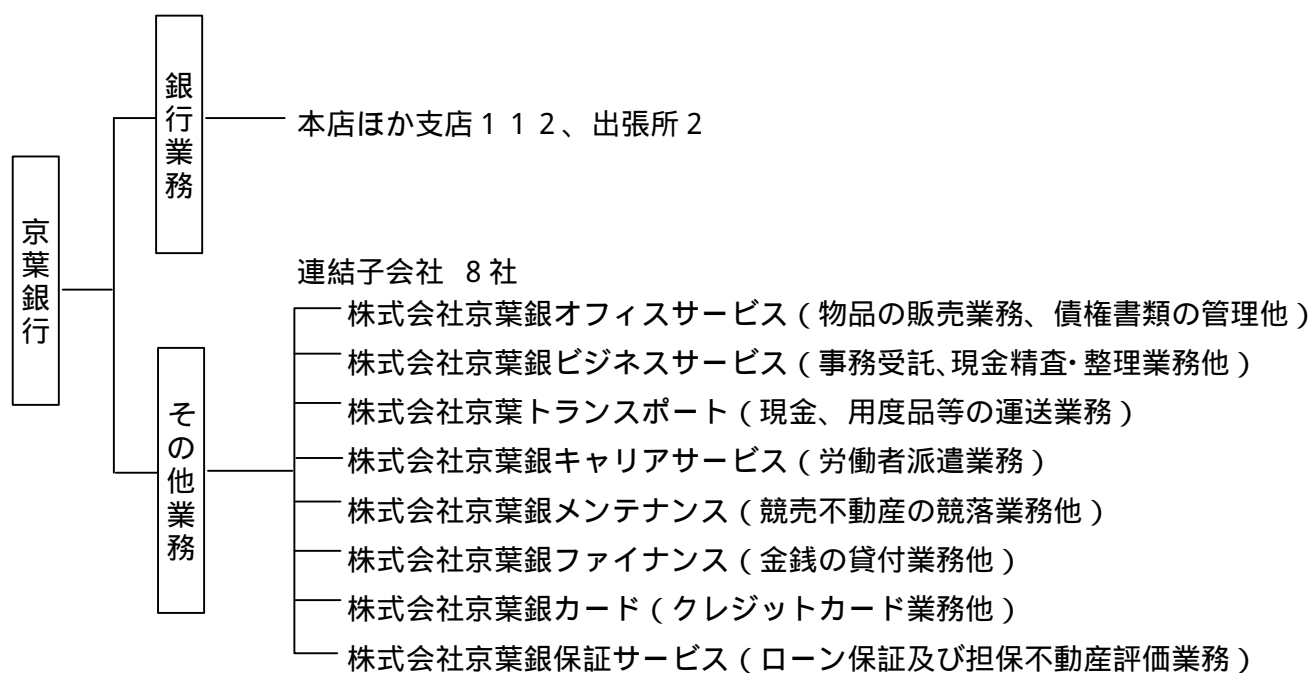 京葉銀行
銀行業務
本店ほか支店112、出張所2
その他業務
連結子会社 8社
株式会社京葉銀オフィスサービス（物品の販売業務、債権書類の管理他）
株式会社京葉銀ビジネスサービス（事務受託、現金精査・整理業務他）
株式会社京葉トランスポート（現金、用度品等の運送業務）
株式会社京葉銀キャリアサービス（労働者派遣業務）
株式会社京葉銀メンテナンス（競売不動産の競落業務他）
株式会社京葉銀ファイナンス（金銭の貸付業務他）
株式会社京葉銀カード（クレジットカード業務他）
株式会社京葉銀保証サービス（ローン保証及び担保不動産評価業務）